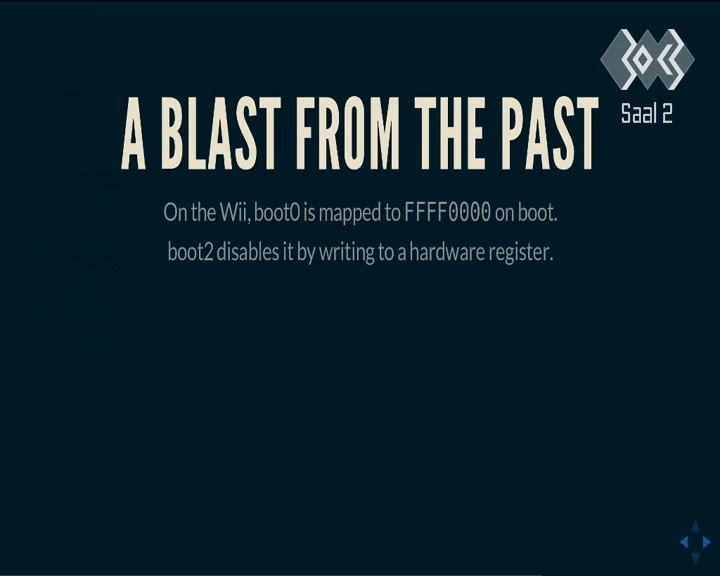 Saal 2
A BLAST FROM THE PAST
On the Wii, boot0 is mapped to FFFF0000 on boot.
boot2 disables it by writing to a hardware register.